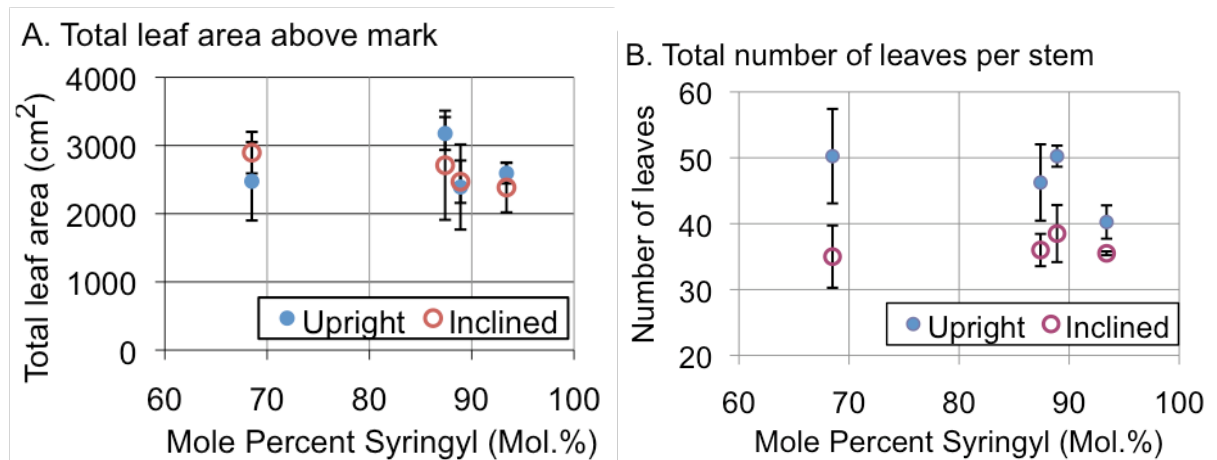 A. Total leaf area above mark
Total leaf area (cm²)
4000
3000
2000
1000
0
Upright Inclined
60 70 80 90 100
Mole Percent Syringyl (Mol.%)
B. Total number of leaves per stem
Number of leaves
60
50
40
30
20
Upright Inclined
60 70 80 90 100
Mole Percent Syringyl (Mol.%)